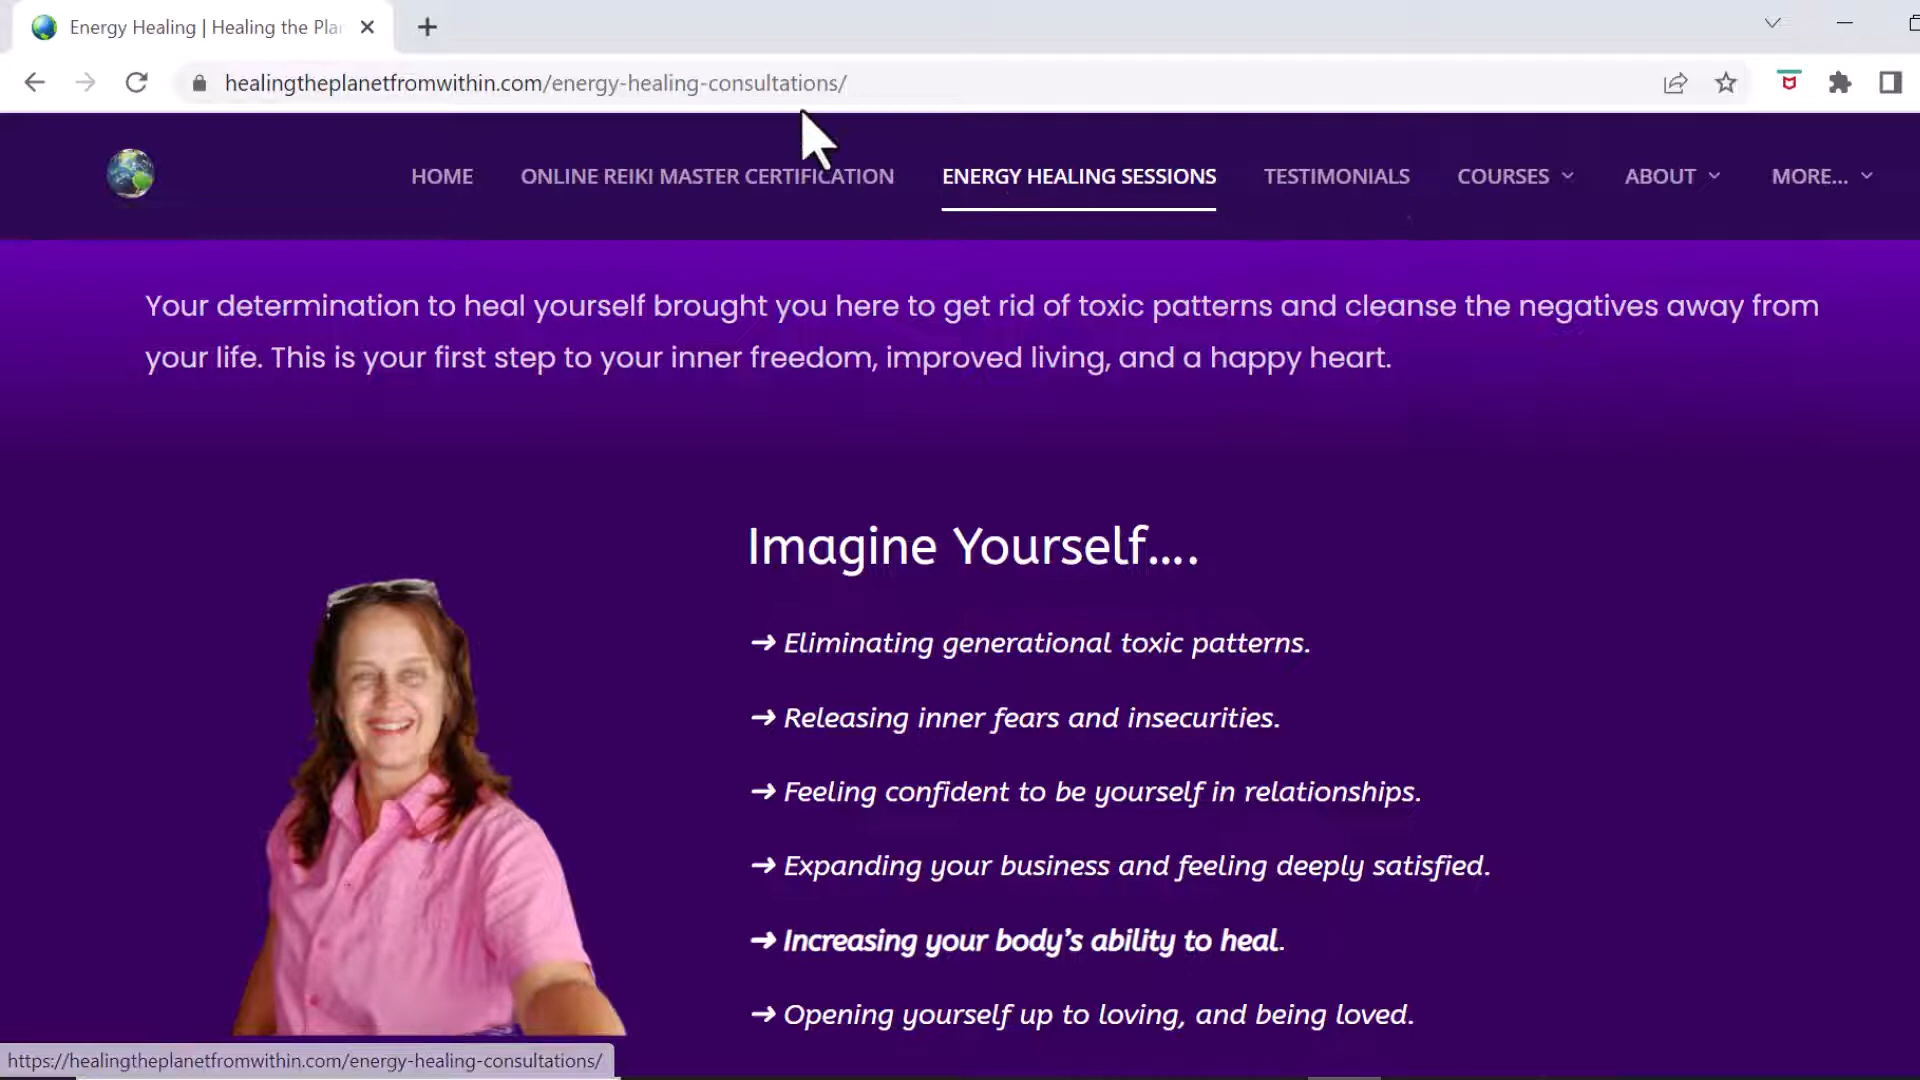 Energy Healing | Healing the Plan
healingtheplanetfromwithin.com/energy-healing-consultations/
HOME
ONLINE REIKI MASTER CERTIFICATION
ENERGY HEALING SESSIONS
TESTIMONIALS
COURSES
ABOUT
MORE...
Your determination to heal yourself brought you here to get rid of toxic patterns and cleanse the negatives away from
your life. This is your first step to your inner freedom, improved living, and a happy heart.
Imagine Yourself....
➙ Eliminating generational toxic patterns.
➙ Releasing inner fears and insecurities.
➙ Feeling confident to be yourself in relationships.
➙ Expanding your business and feeling deeply satisfied.
➙ Increasing your body’s ability to heal.
➙ Opening yourself up to loving, and being loved.
https://healingtheplanetfromwithin.com/energy-healing-consultations/